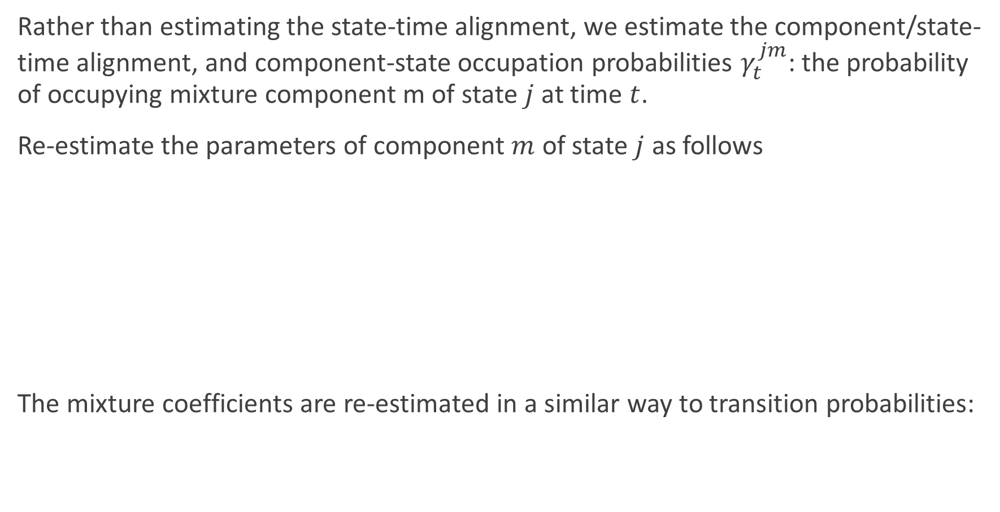 Rather than estimating the state-time alignment, we estimate the component/state-
time alignment, and component-state occupation probabilities γ_t^{jm}: the probability
of occupying mixture component m of state j at time t.
Re-estimate the parameters of component m of state j as follows
The mixture coefficients are re-estimated in a similar way to transition probabilities: